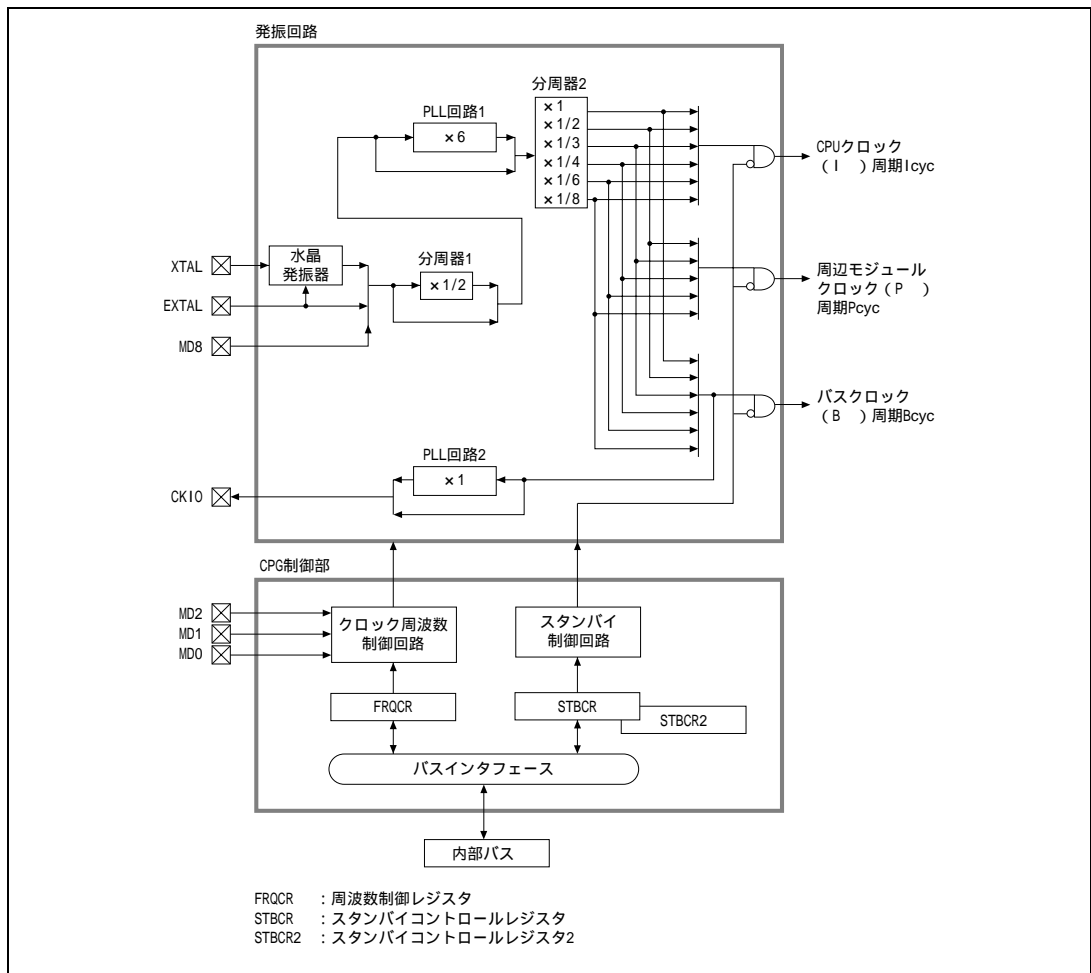 発振回路
分周器2
PLL回路1
×6
×1
×1/2
×1/3
×1/4
×1/6
×1/8
CPUクロック
(I　)周期Icyc
XTAL
水晶
発振器
分周器1
×1/2
EXTAL
MD8
周辺モジュール
クロック(P　)
周期Pcyc
バスクロック
(B　)周期Bcyc
PLL回路2
×1
CKIO
CPG制御部
MD2
MD1
MD0
クロック周波数
制御回路
スタンバイ
制御回路
FRQCR
STBCR
STBCR2
バスインタフェース
内部バス
FRQCR　：周波数制御レジスタ
STBCR　：スタンバイコントロールレジスタ
STBCR2　：スタンバイコントロールレジスタ2